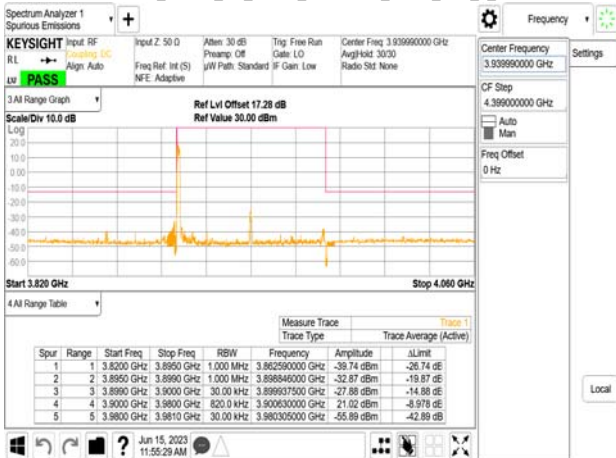 Spectrum Analyzer 1
Spurious Emissions
Frequency
KEYSIGHT Input: RF Input Z: 50 Ω Atten: 30 dB Trig: Free Run Center Freq: 3.939990000 GHz
RL Coupling: DC Preamp: Off Gate: LO Avg|Hold: 30/30
Align: Auto Freq Ref: Int (S) µW Path: Standard IF Gain: Low Radio Std: None
LV PASS NFE: Adaptive
Center Frequency
3.939990000 GHz
Settings
CF Step
4.399000000 GHz
Auto
Man
Freq Offset
0 Hz
3 All Range Graph
Ref Lvl Offset 17.28 dB
Scale/Div 10.0 dB Ref Value 30.00 dBm
Log
20.0
10.0
0.00
-10.0
-20.0
-30.0
-40.0
-50.0
-60.0
Start 3.820 GHz Stop 4.060 GHz
4 All Range Table
Measure Trace Trace 1
Trace Type Trace Average (Active)
Spur Range Start Freq Stop Freq RBW Frequency Amplitude ΔLimit
1 1 3.8200 GHz 3.8950 GHz 1.000 MHz 3.862590000 GHz -39.74 dBm -26.74 dB
2 2 3.8950 GHz 3.8990 GHz 1.000 MHz 3.898846000 GHz -32.87 dBm -19.87 dB
3 3 3.8990 GHz 3.9000 GHz 30.00 kHz 3.899937500 GHz -27.88 dBm -14.88 dB
4 4 3.9000 GHz 3.9800 GHz 820.0 kHz 3.900630000 GHz 21.02 dBm -8.978 dB
5 5 3.9800 GHz 3.9810 GHz 30.00 kHz 3.980305000 GHz -55.89 dBm -42.89 dB
Local
Jun 15, 2023
11:55:29 AM